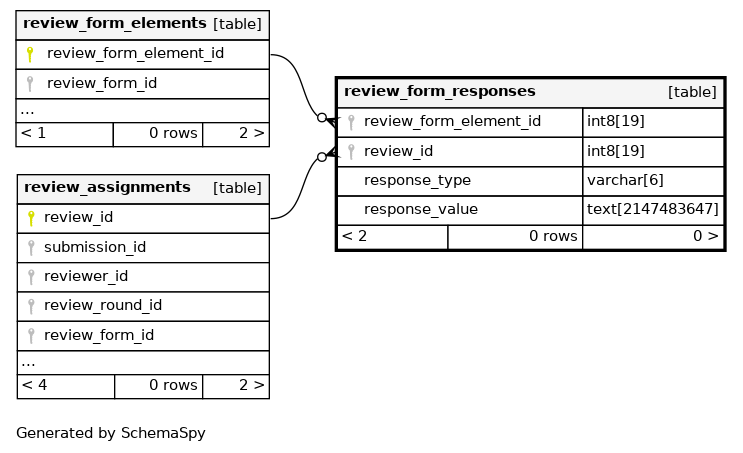 review_form_elements [table]
review_form_element_id
review_form_id
...
< 1 0 rows 2 >
review_form_responses [table]
review_form_element_id int8[19]
review_id int8[19]
response_type varchar[6]
response_value text[2147483647]
< 2 0 rows 0 >
review_assignments [table]
review_id
submission_id
reviewer_id
review_round_id
review_form_id
...
< 4 0 rows 2 >
Generated by SchemaSpy